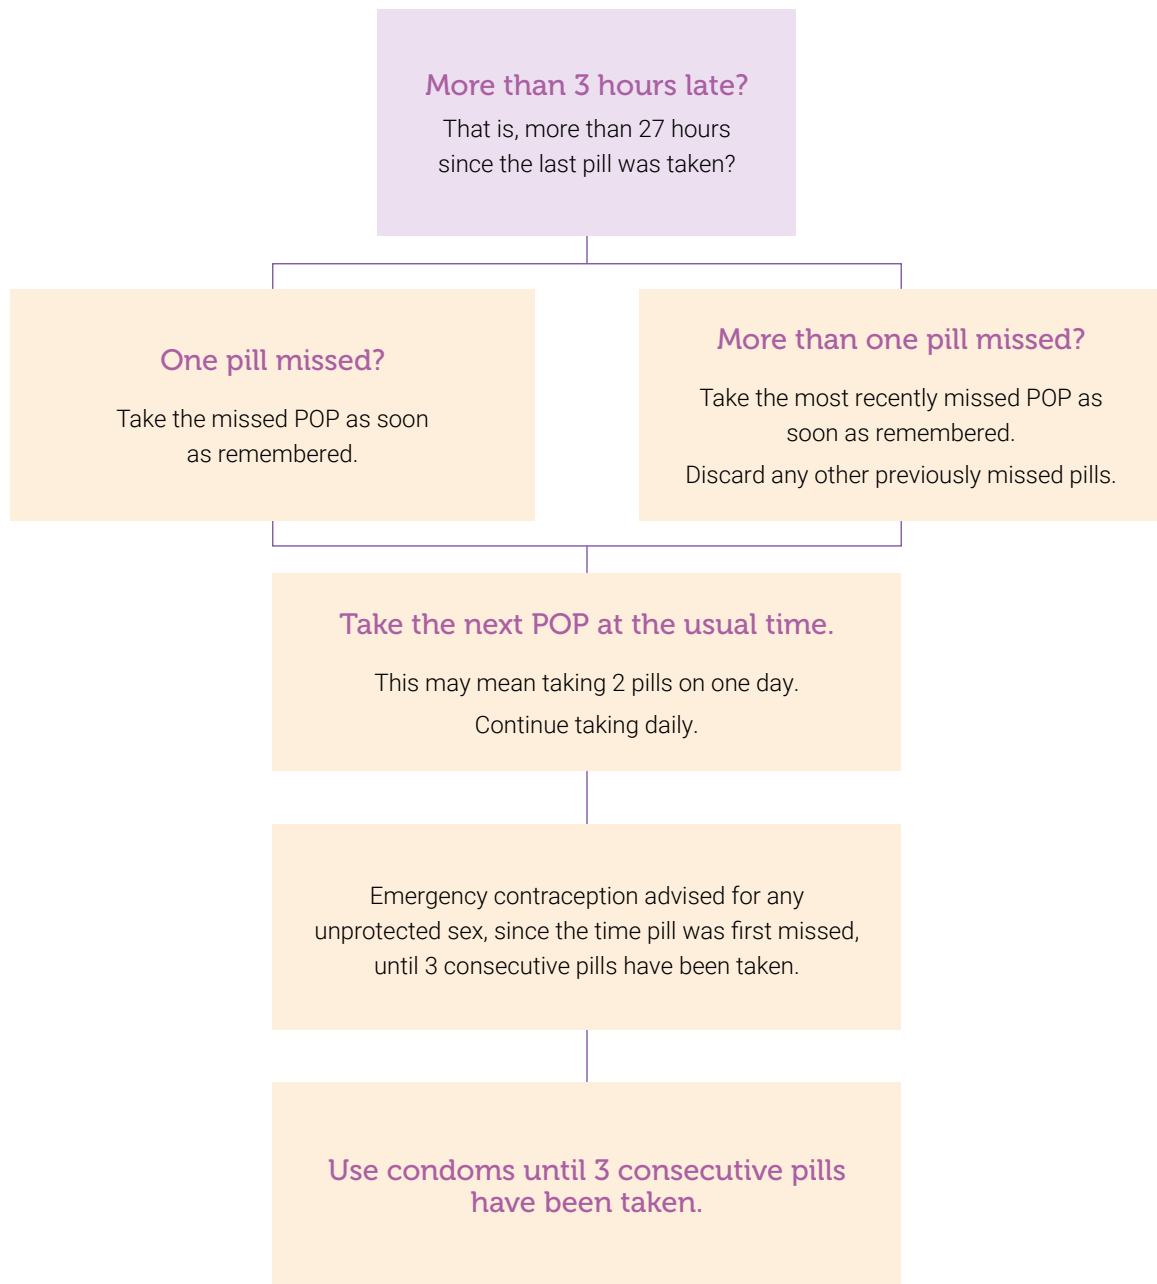 More than 3 hours late?
That is, more than 27 hours
since the last pill was taken?
One pill missed?
Take the missed POP as soon
as remembered.
More than one pill missed?
Take the most recently missed POP as
soon as remembered.
Discard any other previously missed pills.
Take the next POP at the usual time.
This may mean taking 2 pills on one day.
Continue taking daily.
Emergency contraception advised for any
unprotected sex, since the time pill was first missed,
until 3 consecutive pills have been taken.
Use condoms until 3 consecutive pills
have been taken.